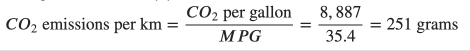 CO₂ emissions per km = CO₂ per gallon / MPG = 8, 887 / 35.4 = 251 grams